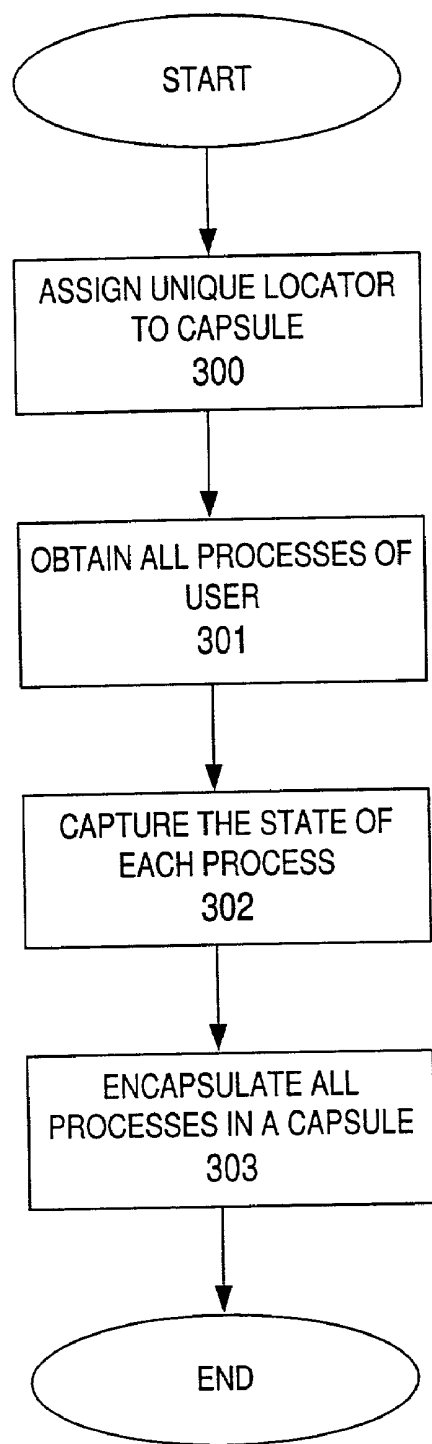 START
ASSIGN UNIQUE LOCATOR
TO CAPSULE
300
OBTAIN ALL PROCESSES OF
USER
301
CAPTURE THE STATE OF
EACH PROCESS
302
ENCAPSULATE ALL
PROCESSES IN A CAPSULE
303
END